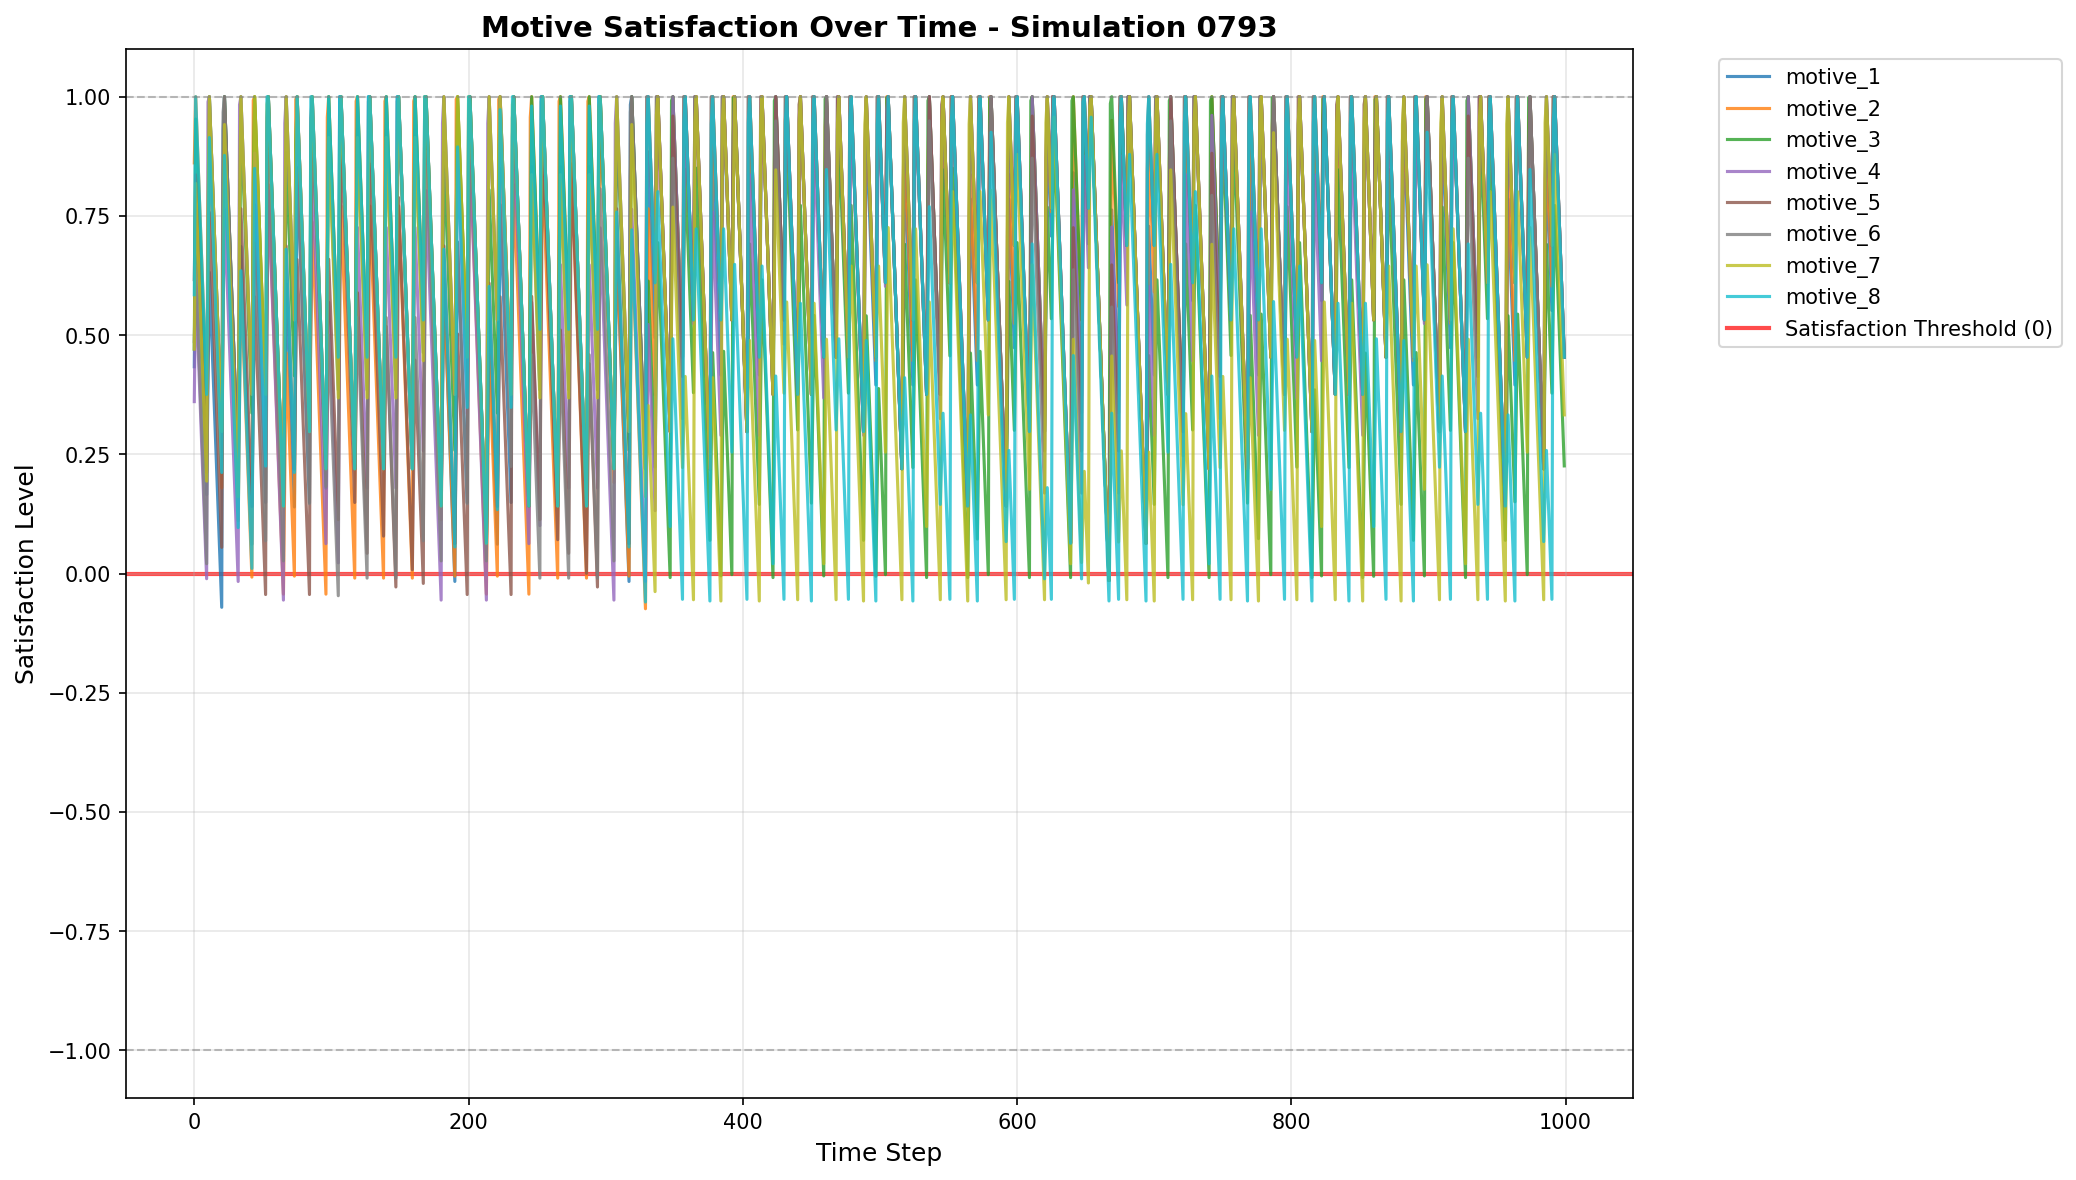 Motive Satisfaction Over Time - Simulation 0793
1.00
0.75
0.50
0.25
0.00
−0.25
−0.50
−0.75
−1.00
Satisfaction Level
0
200
400
600
800
1000
Time Step
motive_1
motive_2
motive_3
motive_4
motive_5
motive_6
motive_7
motive_8
Satisfaction Threshold (0)